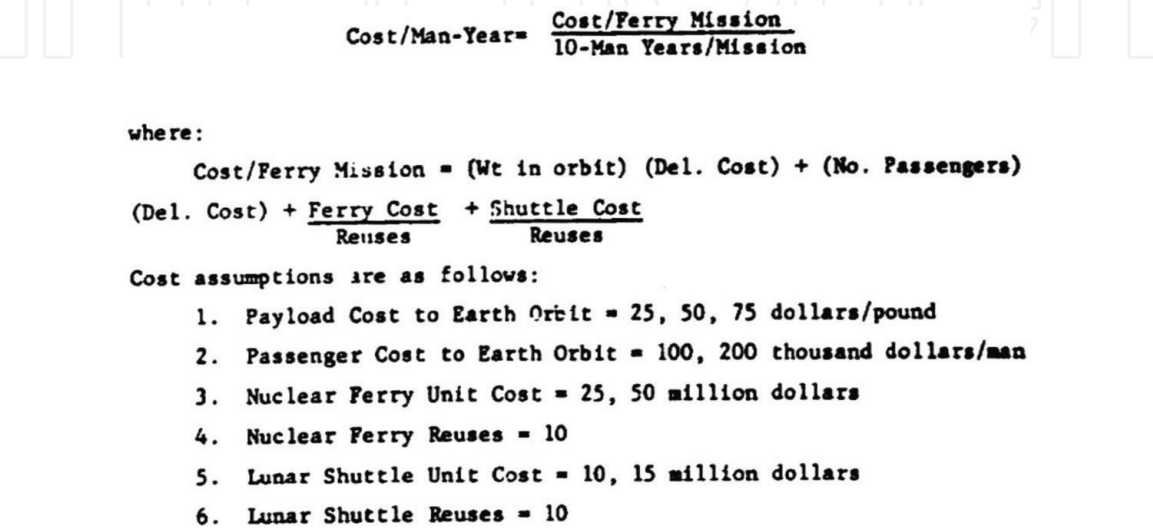 Cost/Man-Year= Cost/Ferry Mission
10-Man Years/Mission
where:
Cost/Ferry Mission = (Wt in orbit) (Del. Cost) + (No. Passengers)
(Del. Cost) + Ferry Cost + Shuttle Cost
Reuses Reuses
Cost assumptions are as follows:
1. Payload Cost to Earth Orbit = 25, 50, 75 dollars/pound
2. Passenger Cost to Earth Orbit = 100, 200 thousand dollars/man
3. Nuclear Ferry Unit Cost = 25, 50 million dollars
4. Nuclear Ferry Reuses = 10
5. Lunar Shuttle Unit Cost = 10, 15 million dollars
6. Lunar Shuttle Reuses = 10